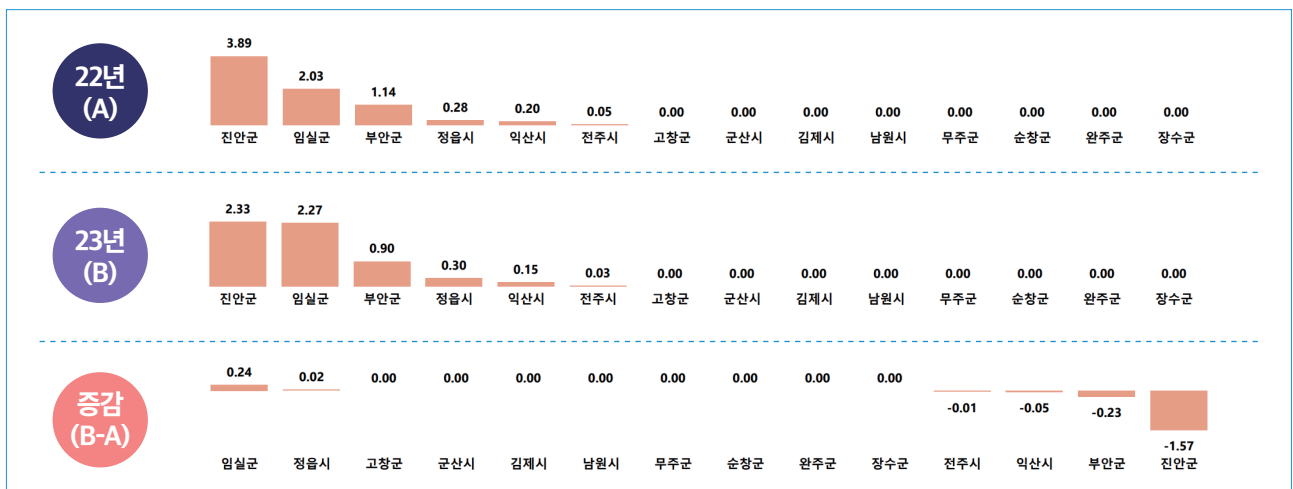 22년
(A)
3.89 2.03 1.14 0.28 0.20 0.05 0.00 0.00 0.00 0.00 0.00 0.00 0.00 0.00
진안군 임실군 부안군 정읍시 익산시 전주시 고창군 군산시 김제시 남원시 무주군 순창군 완주군 장수군
23년
(B)
2.33 2.27 0.90 0.30 0.15 0.03 0.00 0.00 0.00 0.00 0.00 0.00 0.00 0.00
진안군 임실군 부안군 정읍시 익산시 전주시 고창군 군산시 김제시 남원시 무주군 순창군 완주군 장수군
증감
(B-A)
0.24 0.02 0.00 0.00 0.00 0.00 0.00 0.00 0.00 0.00 -0.01 -0.05 -0.23 -1.57
임실군 정읍시 고창군 군산시 김제시 남원시 무주군 순창군 완주군 장수군 전주시 익산시 부안군 진안군